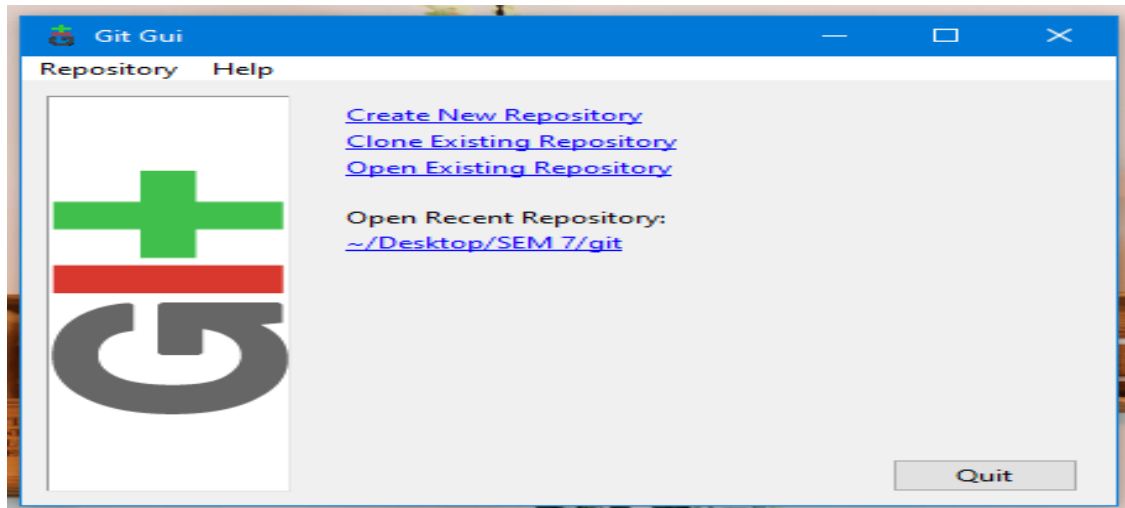 Git Gui
Repository Help
Create New Repository
Clone Existing Repository
Open Existing Repository
Open Recent Repository:
~/Desktop/SEM 7/git
git
Quit